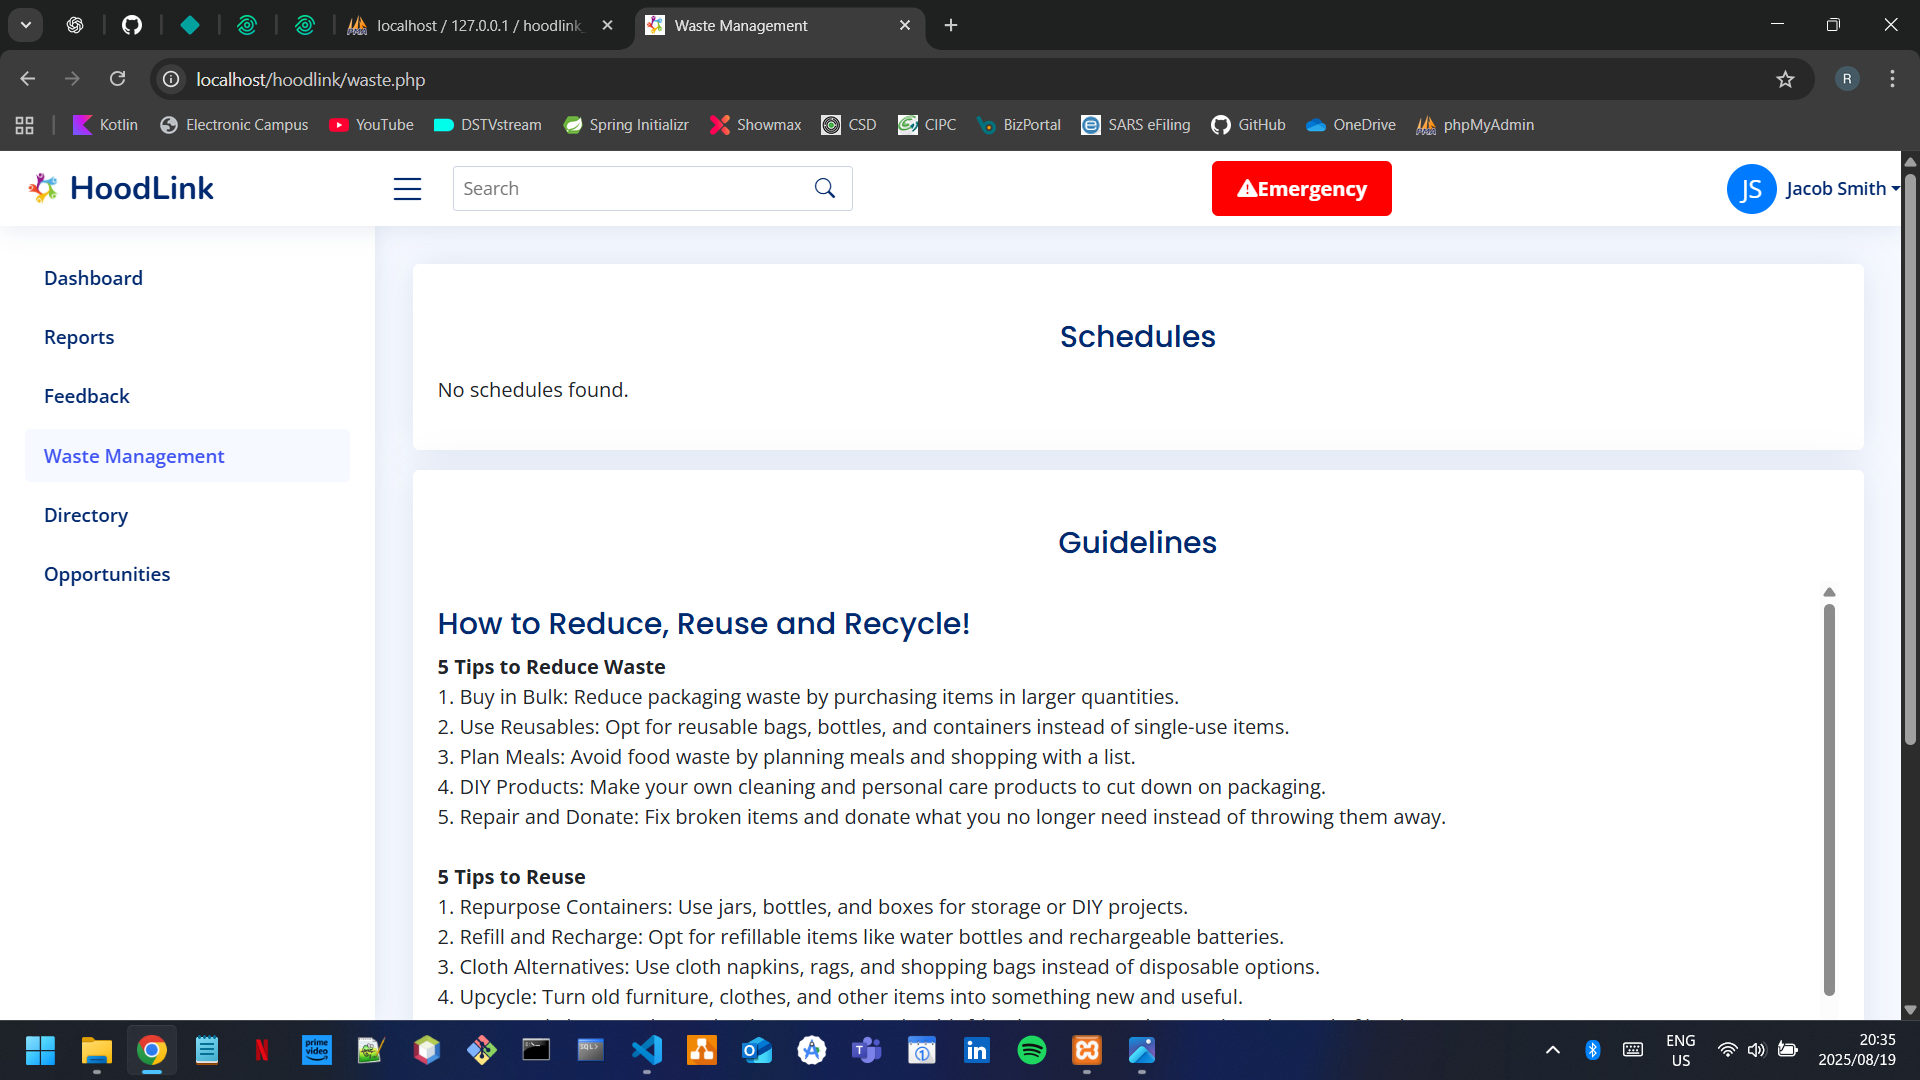 localhost / 127.0.0.1 / hoodlink_
Waste Management
localhost/hoodlink/waste.php
R
Kotlin
Electronic Campus
YouTube
DSTVstream
Spring Initializr
Showmax
CSD
CIPC
BizPortal
SARS eFiling
GitHub
OneDrive
phpMyAdmin
HoodLink
Search
Emergency
JS
Jacob Smith
Dashboard
Reports
Feedback
Waste Management
Directory
Opportunities
Schedules
No schedules found.
Guidelines
How to Reduce, Reuse and Recycle!
5 Tips to Reduce Waste
1. Buy in Bulk: Reduce packaging waste by purchasing items in larger quantities.
2. Use Reusables: Opt for reusable bags, bottles, and containers instead of single-use items.
3. Plan Meals: Avoid food waste by planning meals and shopping with a list.
4. DIY Products: Make your own cleaning and personal care products to cut down on packaging.
5. Repair and Donate: Fix broken items and donate what you no longer need instead of throwing them away.
5 Tips to Reuse
1. Repurpose Containers: Use jars, bottles, and boxes for storage or DIY projects.
2. Refill and Recharge: Opt for refillable items like water bottles and rechargeable batteries.
3. Cloth Alternatives: Use cloth napkins, rags, and shopping bags instead of disposable options.
4. Upcycle: Turn old furniture, clothes, and other items into something new and useful.
prime video
SQL>
ENG
US
20:35
2025/08/19